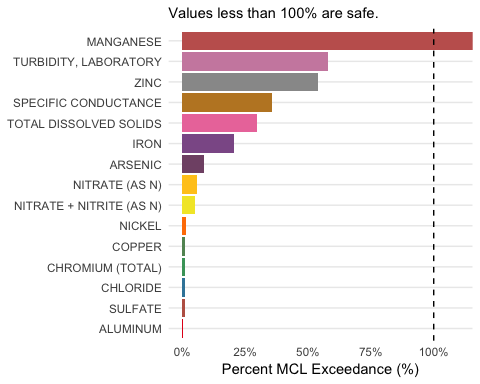 Values less than 100% are safe.
MANGANESE
TURBIDITY, LABORATORY
ZINC
SPECIFIC CONDUCTANCE
TOTAL DISSOLVED SOLIDS
IRON
ARSENIC
NITRATE (AS N)
NITRATE + NITRITE (AS N)
NICKEL
COPPER
CHROMIUM (TOTAL)
CHLORIDE
SULFATE
ALUMINUM
0% 25% 50% 75% 100%
Percent MCL Exceedance (%)